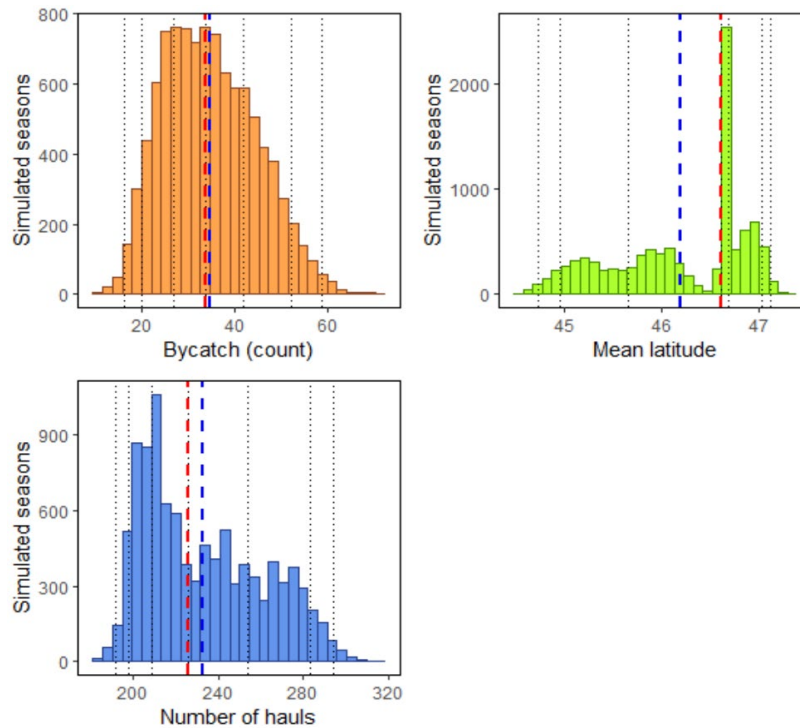 800
600
400
200
0
Simulated seasons
20 40 60
Bycatch (count)
2000
1000
0
Simulated seasons
45 46 47
Mean latitude
900
600
300
0
Simulated seasons
200 240 280 320
Number of hauls